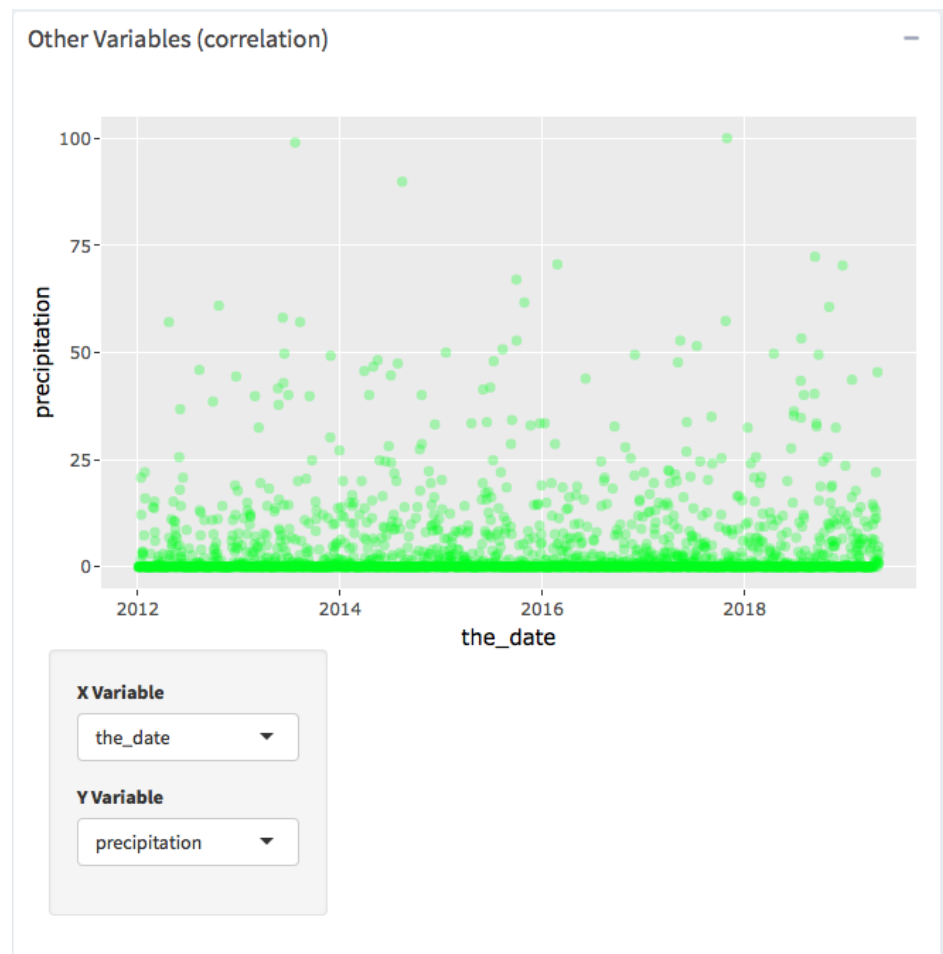 Other Variables (correlation)
100
75
50
25
0
precipitation
2012 2014 2016 2018
the_date
X Variable
the_date
Y Variable
precipitation